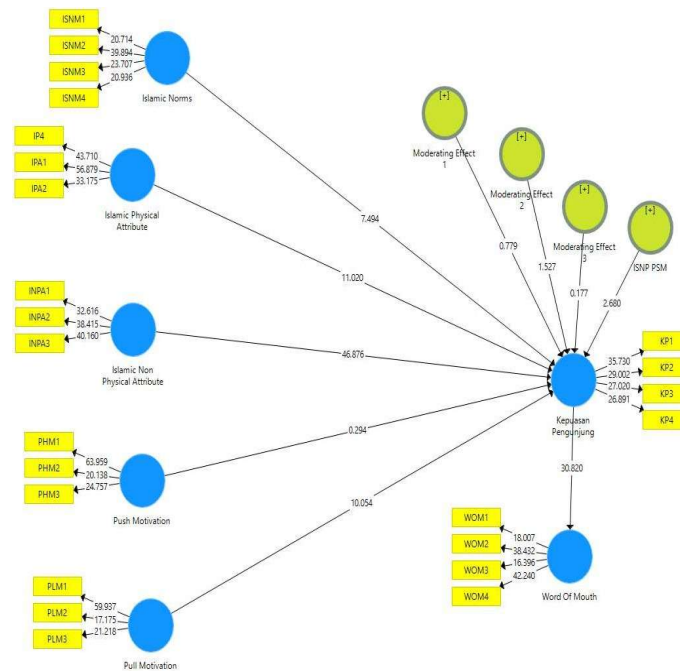 ISNM1
ISNM2
ISNM3
ISNM4
20.714
39.894
23.707
20.936
Islamic Norms
IP4
IPA1
IPA2
43.710
56.879
33.175
Islamic Physical
Attribute
INPA1
INPA2
INPA3
32.616
38.415
40.160
Islamic Non
Physical Attribute
PHM1
PHM2
PHM3
63.959
20.138
24.757
Push Motivation
PLM1
PLM2
PLM3
59.937
17.175
21.218
Pull Motivation
[+]
Moderating Effect
1
[+]
Moderating Effect
2
[+]
Moderating Effect
3
[+]
ISNP PSM
7.494
11.020
46.876
0.294
10.054
0.779
1.527
0.177
2.680
Kepuasan
Pengunjung
35.730
29.002
27.020
26.891
KP1
KP2
KP3
KP4
30.820
WOM1
WOM2
WOM3
WOM4
18.007
38.432
16.396
42.240
Word Of Mouth